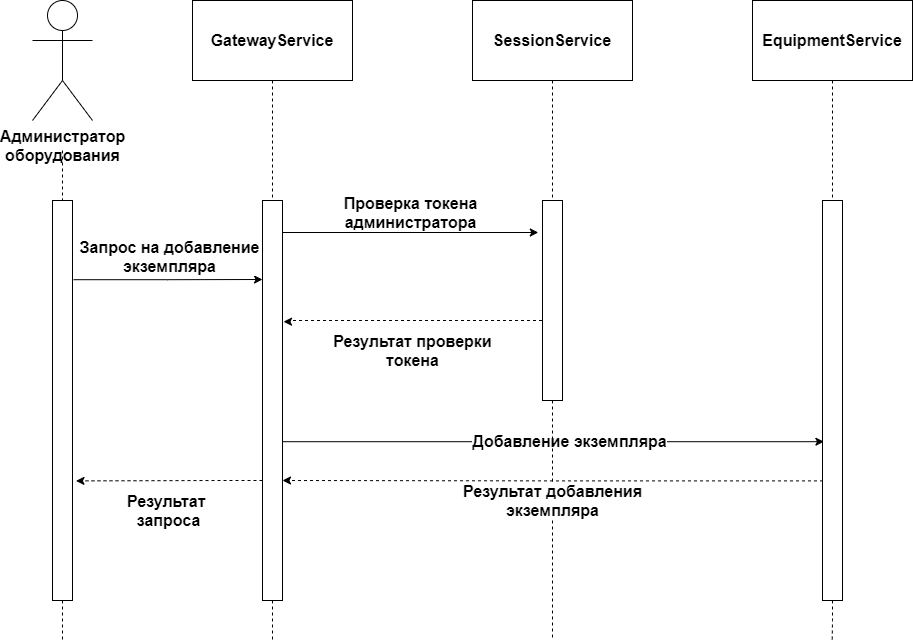 GatewayService
SessionService
EquipmentService
Администратор
оборудования
Проверка токена
администратора
Запрос на добавление
экземпляра
Результат проверки
токена
Добавление экземпляра
Результат
запроса
Результат добавления
экземпляра